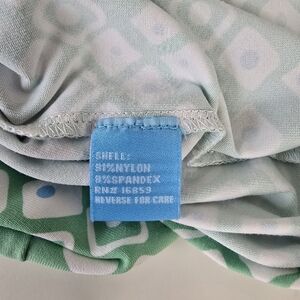 SHELL:
91%NYLON
9%SPANDEX
RN# 16859
REVERSE FOR CARE